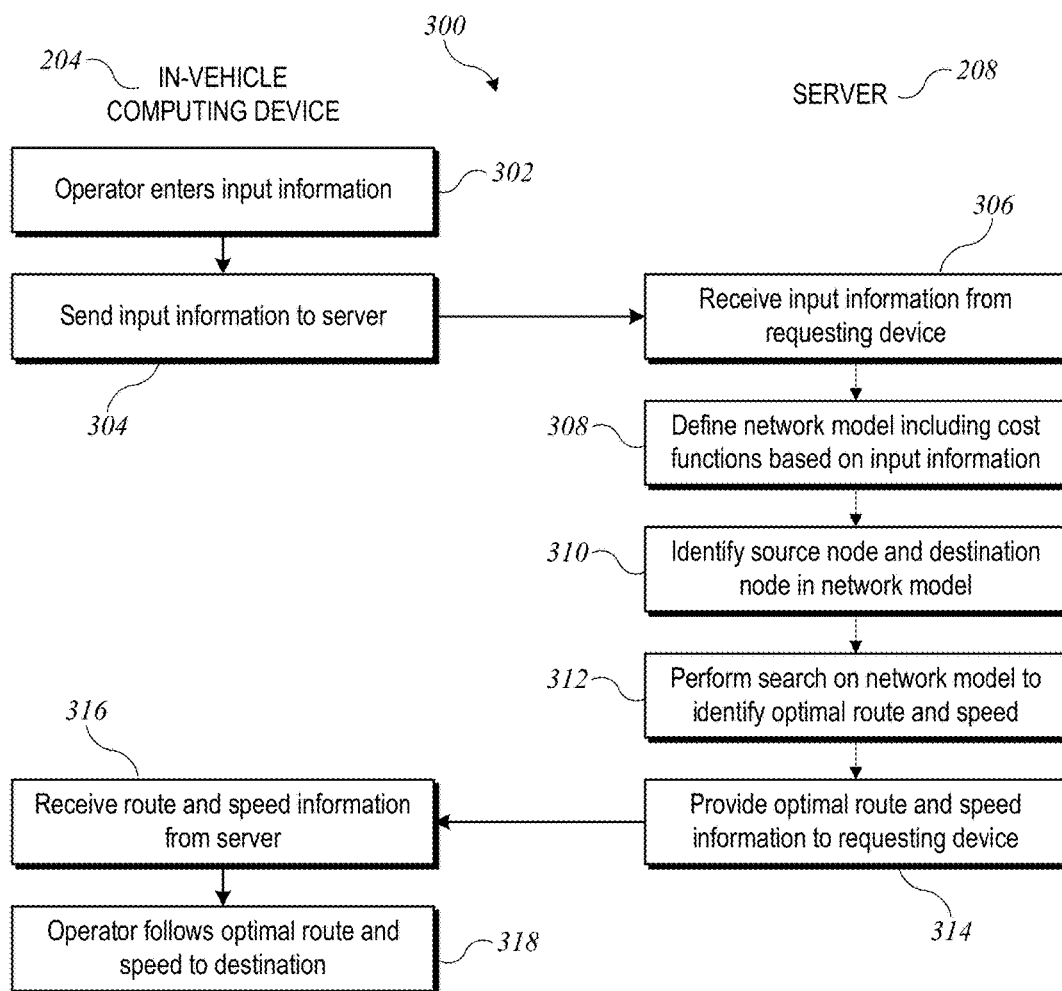 300
204
IN-VEHICLE
COMPUTING DEVICE
SERVER
208
Operator enters input information
302
Send input information to server
304
306
Receive input information from
requesting device
308
Define network model including cost
functions based on input information
310
Identify source node and destination
node in network model
312
Perform search on network model to
identify optimal route and speed
316
Receive route and speed information
from server
Provide optimal route and speed
information to requesting device
314
Operator follows optimal route and
speed to destination
318